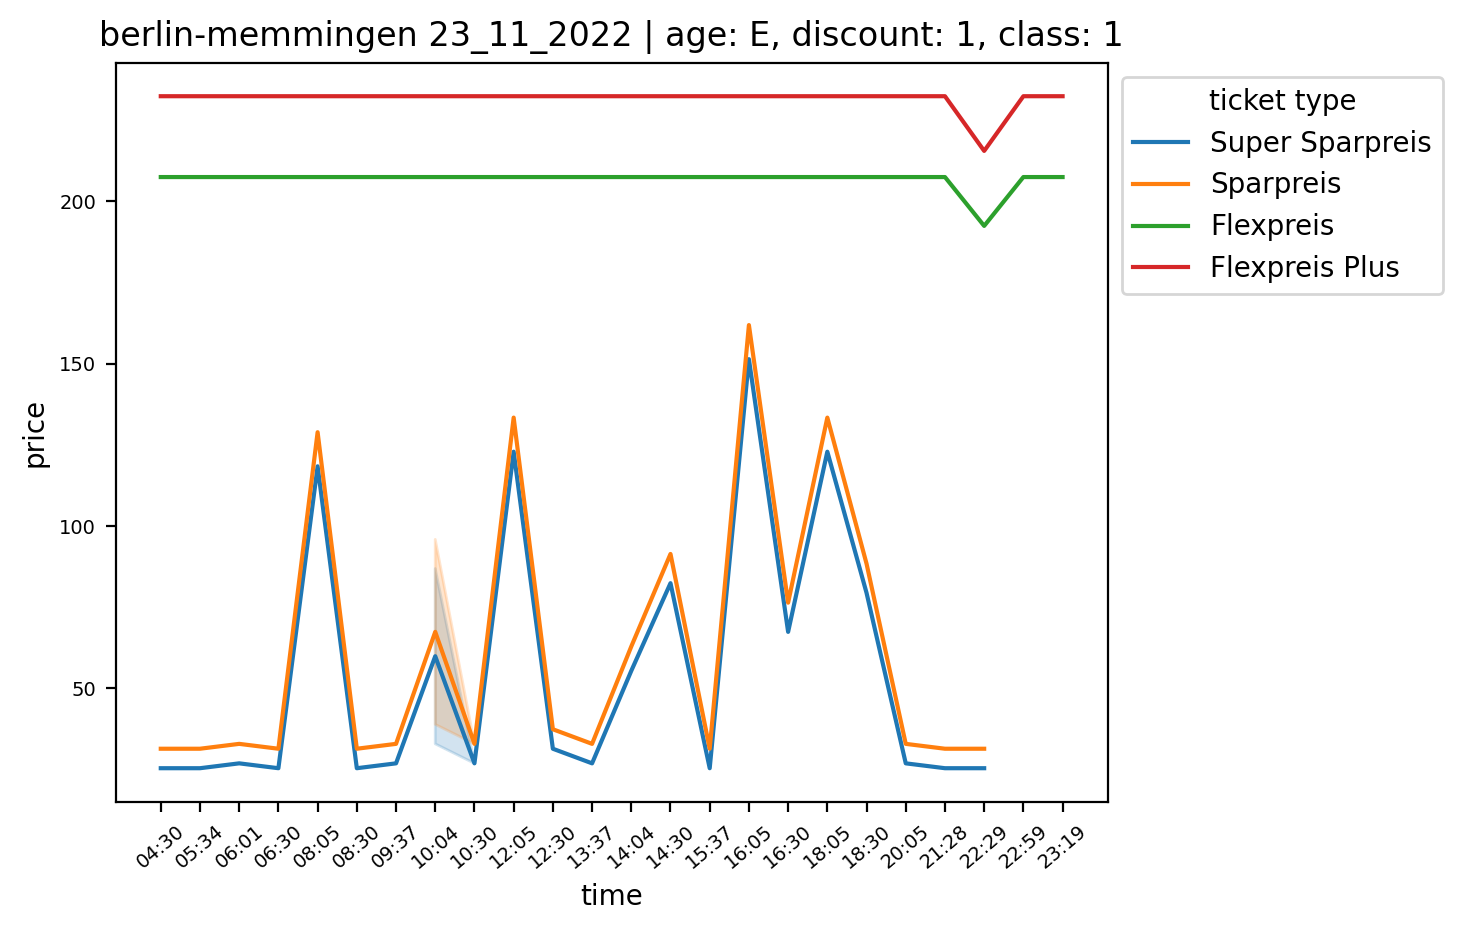 berlin-memmingen 23_11_2022 | age: E, discount: 1, class: 1
ticket type
Super Sparpreis
Sparpreis
Flexpreis
Flexpreis Plus
price
200
150
100
50
04:30 05:34 06:01 06:30 08:05 08:30 09:37 10:04 10:30 12:05 12:30 13:37 14:04 14:30 15:37 16:05 16:30 18:05 18:30 20:05 21:28 22:29 22:59 23:19
time